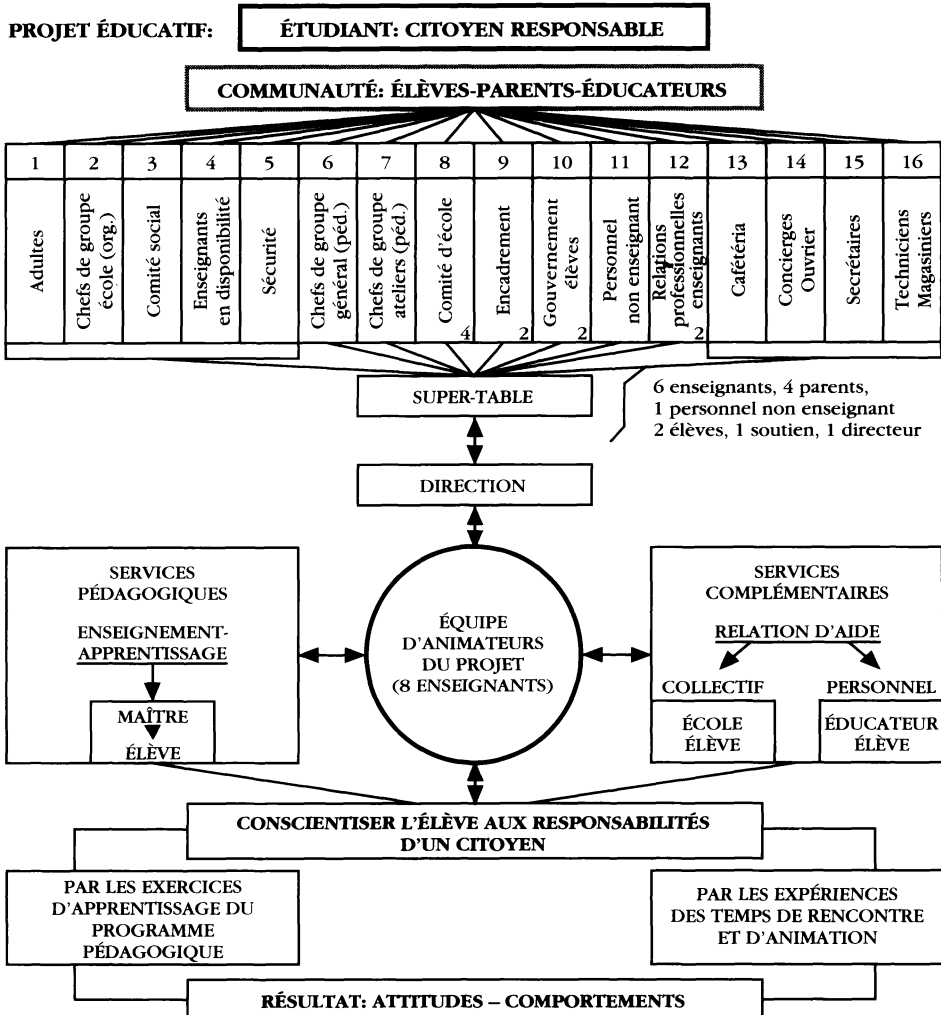 PROJET ÉDUCATIF:
ÉTUDIANT: CITOYEN RESPONSABLE
COMMUNAUTÉ: ÉLÈVES-PARENTS-ÉDUCATEURS
1 2 3 4 5 6 7 8 9 10 11 12 13 14 15 16
Adultes
Chefs de groupe
école (org.)
Comité social
Enseignants
en disponibilité
Sécurité
Chefs de groupe
général (péd.)
Chefs de groupe
ateliers (péd.)
Comité d'école
4
Encadrement
2
Gouvernement
élèves
2
Personnel
non enseignant
Relations
professionnelles
enseignants
2
Cafétéria
Concierges
Ouvrier
Secrétaires
Techniciens
Magasiniers
SUPER-TABLE
6 enseignants, 4 parents,
1 personnel non enseignant
2 élèves, 1 soutien, 1 directeur
DIRECTION
SERVICES
PÉDAGOGIQUES
ENSEIGNEMENT-
APPRENTISSAGE
MAÎTRE
ÉLÈVE
ÉQUIPE
D'ANIMATEURS
DU PROJET
(8 ENSEIGNANTS)
SERVICES
COMPLÉMENTAIRES
RELATION D'AIDE
COLLECTIF
PERSONNEL
ÉCOLE
ÉLÈVE
ÉDUCATEUR
ÉLÈVE
CONSCIENTISER L'ÉLÈVE AUX RESPONSABILITÉS
D'UN CITOYEN
PAR LES EXERCICES
D'APPRENTISSAGE DU
PROGRAMME
PÉDAGOGIQUE
PAR LES EXPÉRIENCES
DES TEMPS DE RENCONTRE
ET D'ANIMATION
RÉSULTAT: ATTITUDES – COMPORTEMENTS